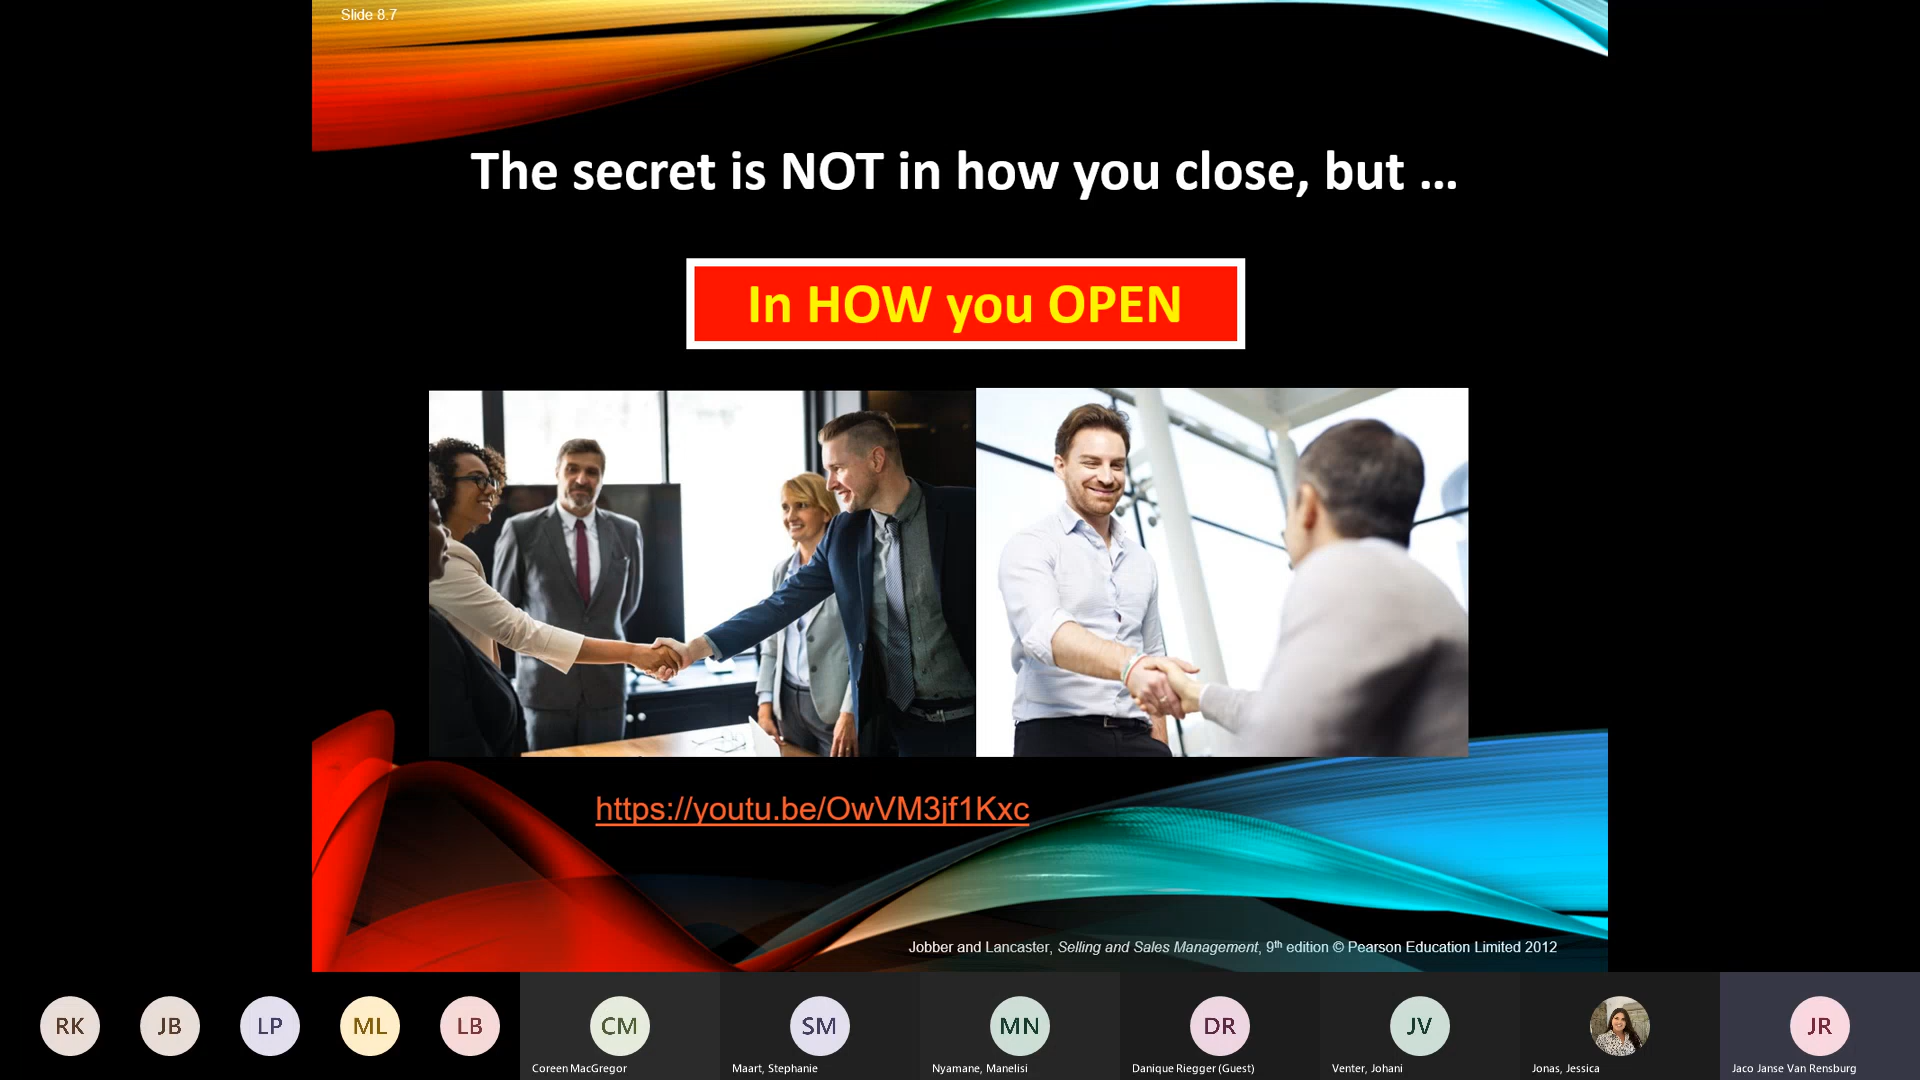 Slide 8.7
The secret is NOT in how you close, but ...
In HOW you OPEN
https://youtu.be/OwVM3jf1Kxc
Jobber and Lancaster, Selling and Sales Management, 9th edition © Pearson Education Limited 2012
RK
JB
LP
ML
LB
CM
SM
MN
DR
JV
JR
Coreen MacGregor
Maart, Stephanie
Nyamane, Manelisi
Danique Riegger (Guest)
Venter, Johani
Jonas, Jessica
Jaco Janse Van Rensburg